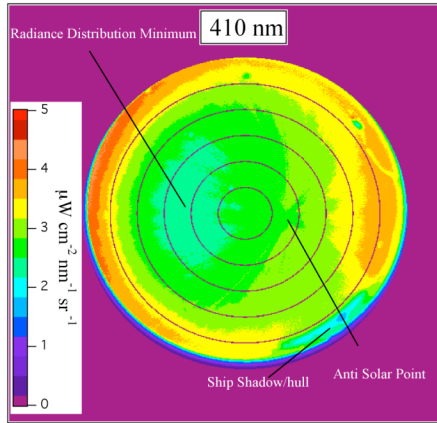 Radiance Distribution Minimum
410 nm
5
4
3
2
1
0
μW cm⁻² nm⁻¹ sr⁻¹
Anti Solar Point
Ship Shadow/hull